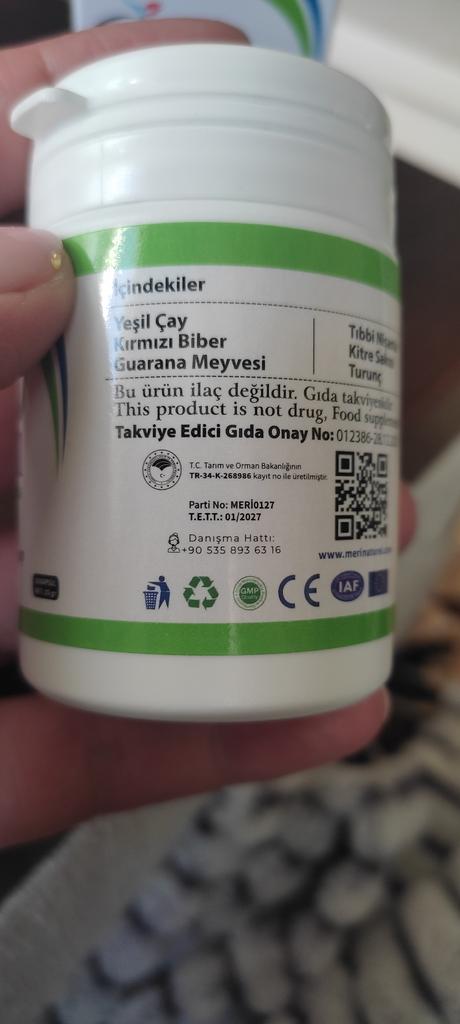 İçindekiler
Yeşil Çay
Kırmızı Biber
Guarana Meyvesi
Tıbbi
Kitre
Turunç
Bu ürün ilaç değildir. Gıda
This product is not drug, Food
Takviye Edici Gıda Onay No: 012386-28.
T.C. Tarım ve Orman Bakanlığının
TR-34-K-268986 kayıt no ile üretilmiştir.
Parti No: MERİ0127
T.E.T.T.: 01/2027
Danışma Hattı:
+90 535 893 63 16
GMP
CE
IAF